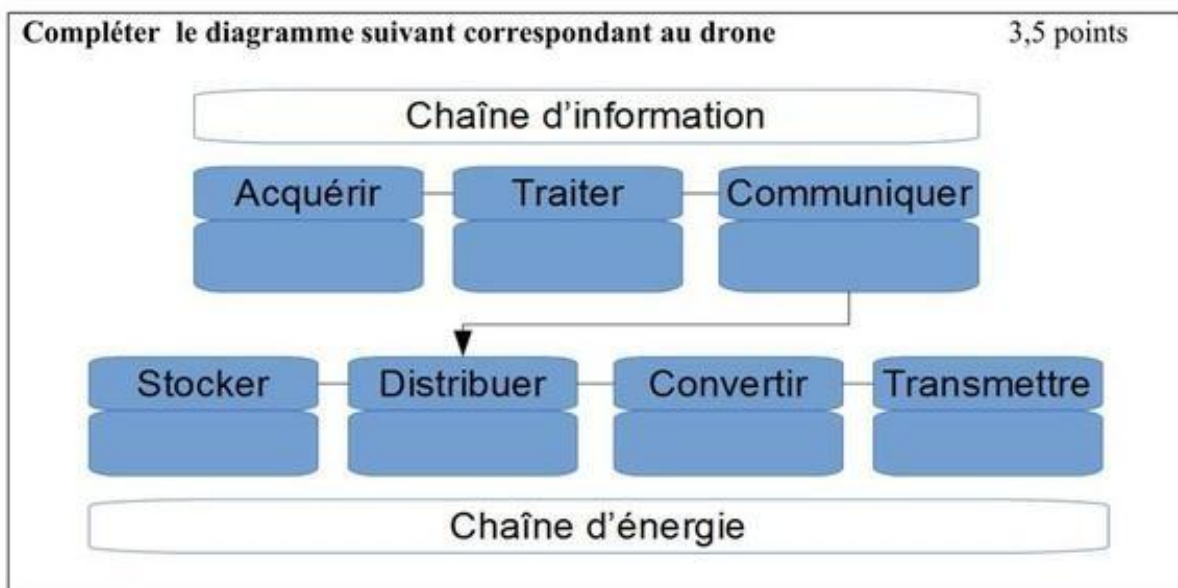 Compléter le diagramme suivant correspondant au drone 3,5 points
Chaîne d'information
Acquérir Traiter Communiquer
Stocker Distribuer Convertir Transmettre
Chaîne d'énergie